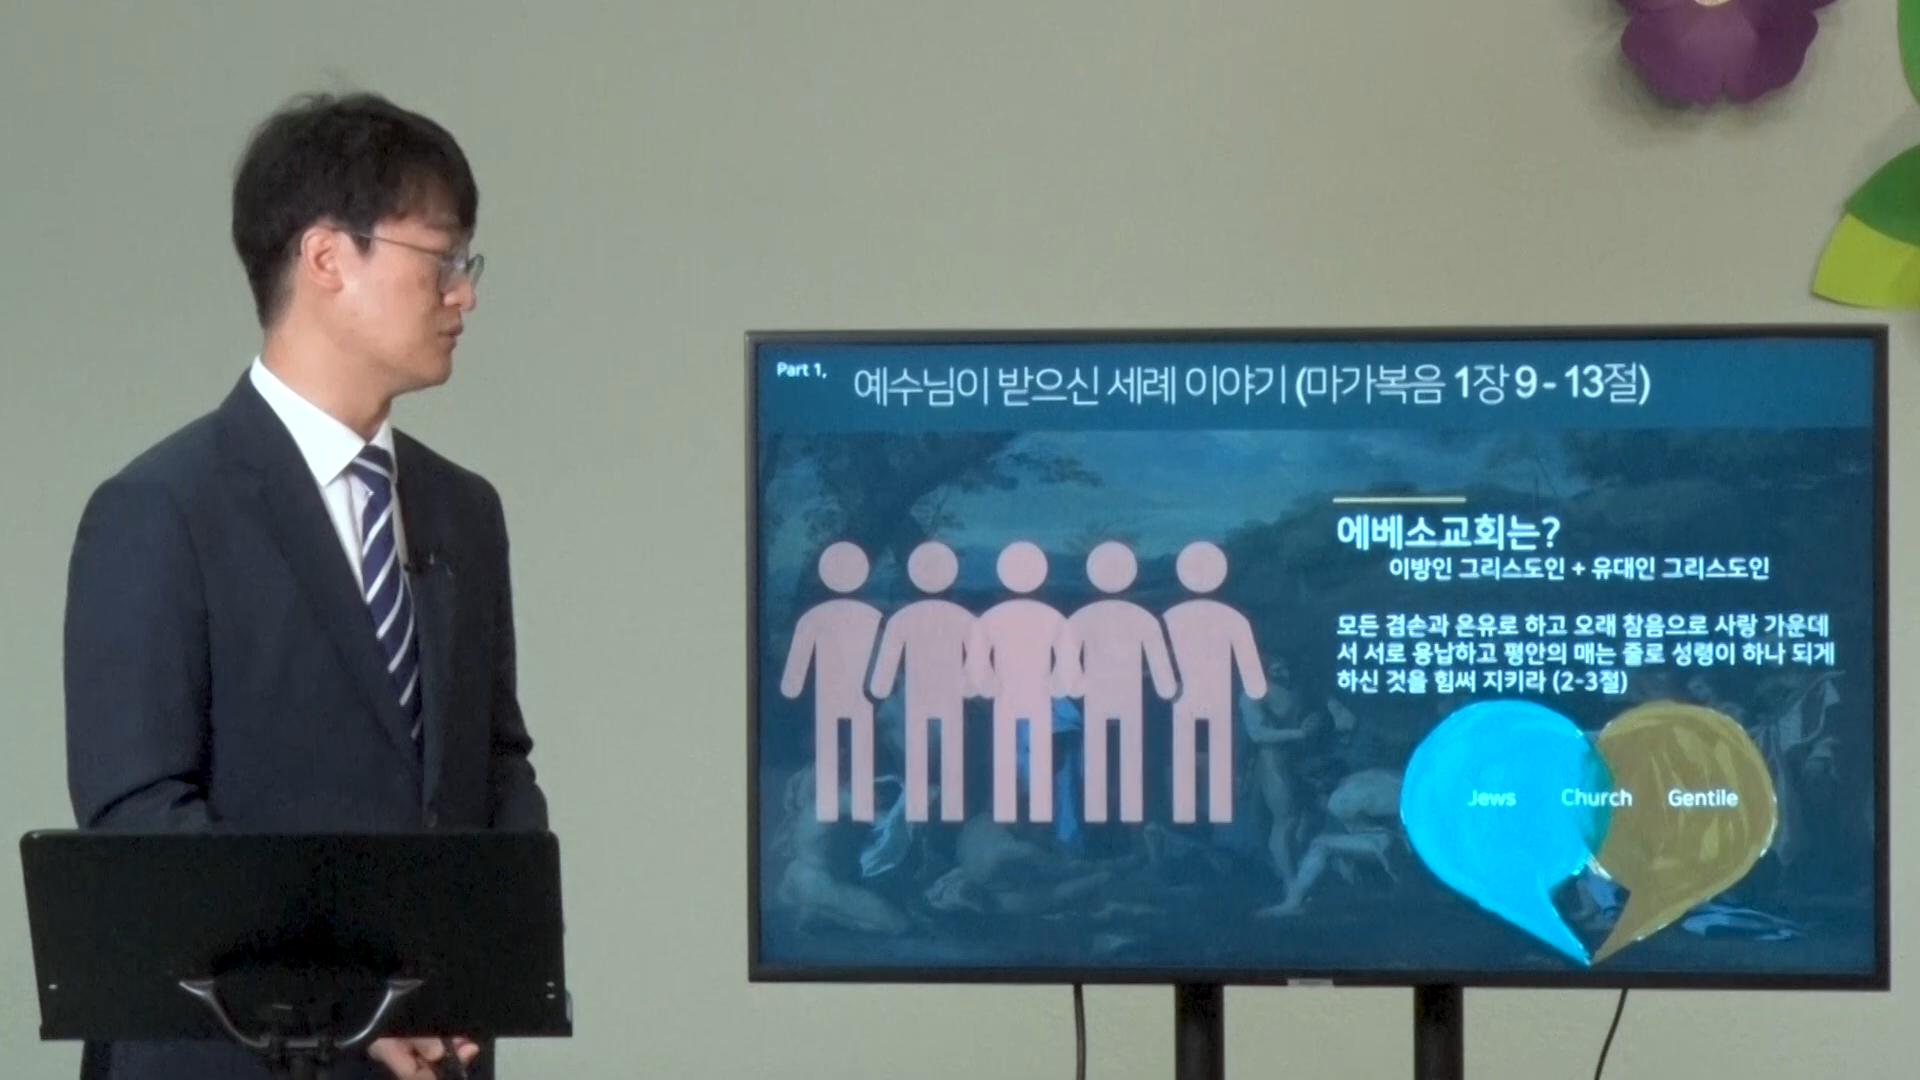 Part 1,
예수님이 받으신 세례 이야기 (마가복음 1장 9 - 13절)
에베소교회는?
이방인 그리스도인 + 유대인 그리스도인
모든 겸손과 온유로 하고 오래 참음으로 사랑 가운데
서 서로 용납하고 평안의 매는 줄로 성령이 하나 되게
하신 것을 힘써 지키라 (2-3절)
Jews Church Gentile